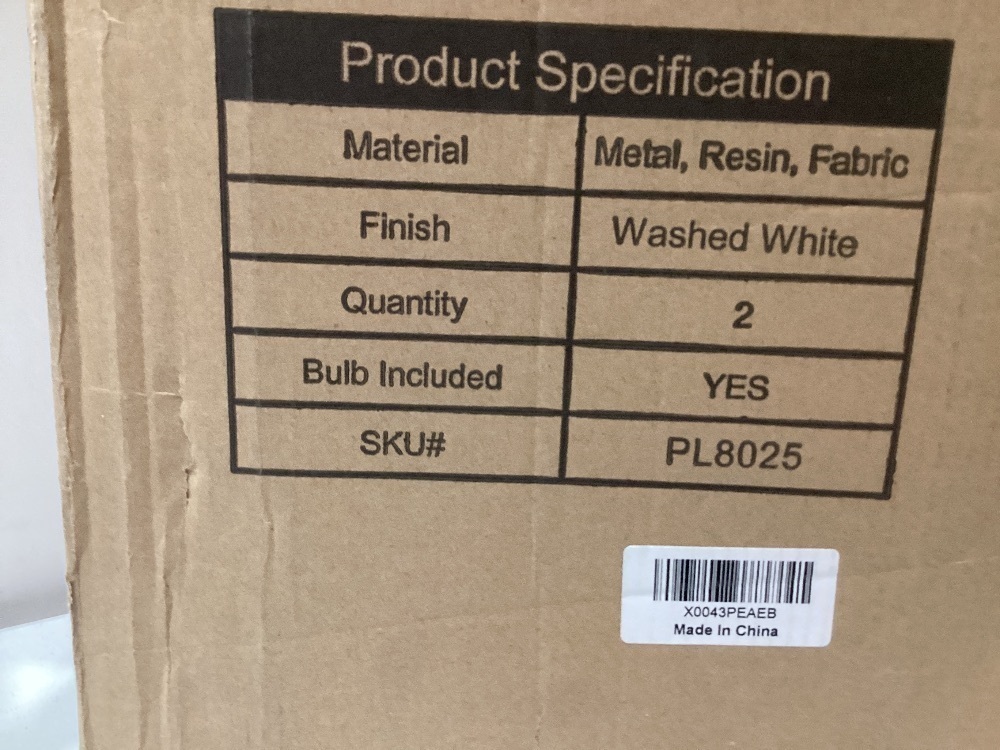 Product Specification
Material Metal, Resin, Fabric
Finish Washed White
Quantity 2
Bulb Included YES
SKU# PL8025
X0043PEAEB
Made In China